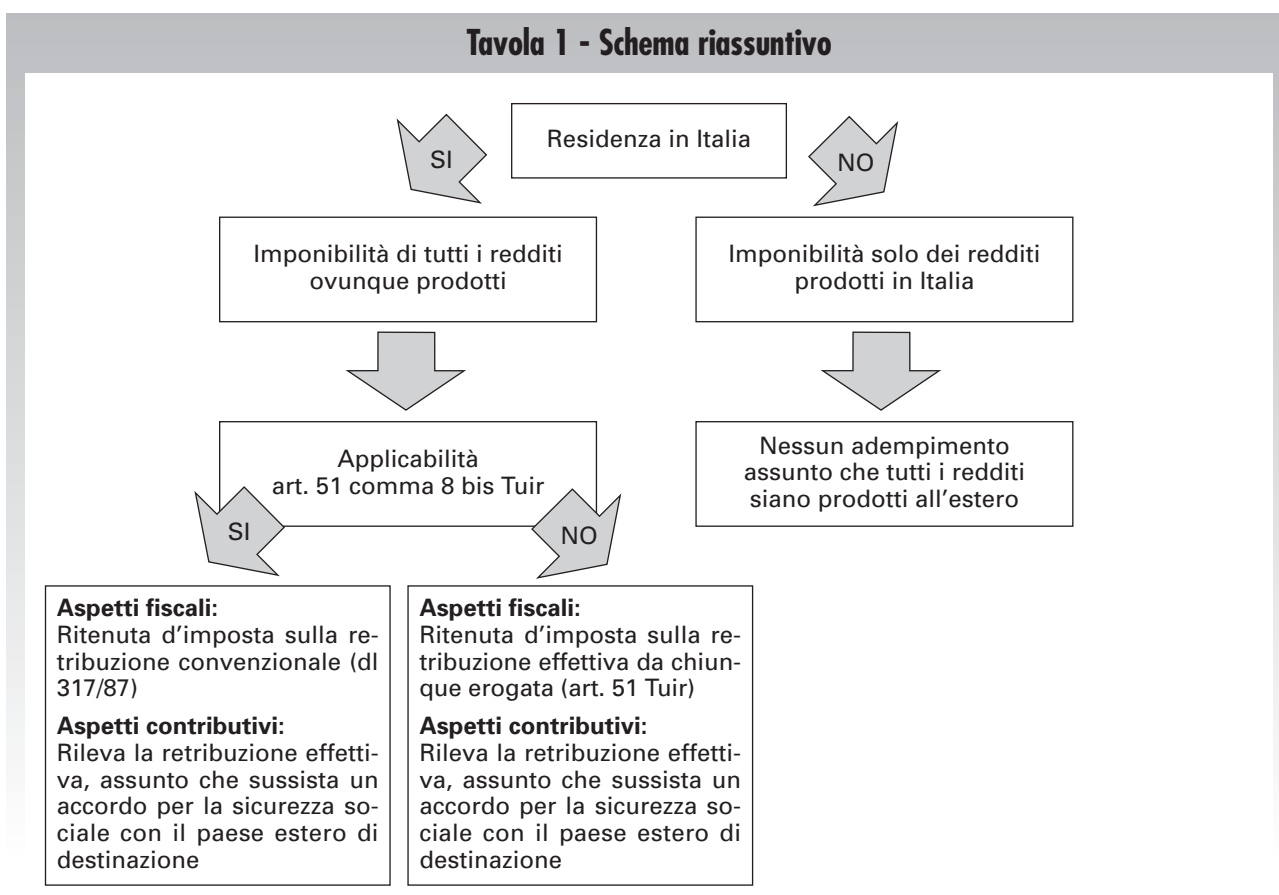 Tavola 1 - Schema riassuntivo
Residenza in Italia
SI
NO
Imponibilità di tutti i redditi
ovunque prodotti
Imponibilità solo dei redditi
prodotti in Italia
Applicabilità
art. 51 comma 8 bis Tuir
Nessun adempimento
assunto che tutti i redditi
siano prodotti all'estero
SI
NO
Aspetti fiscali:
Ritenuta d'imposta sulla re-
tribuzione convenzionale (dl
317/87)
Aspetti contributivi:
Rileva la retribuzione effetti-
va, assunto che sussista un
accordo per la sicurezza so-
ciale con il paese estero di
destinazione
Aspetti fiscali:
Ritenuta d'imposta sulla re-
tribuzione effettiva da chiun-
que erogata (art. 51 Tuir)
Aspetti contributivi:
Rileva la retribuzione effetti-
va, assunto che sussista un
accordo per la sicurezza so-
ciale con il paese estero di
destinazione